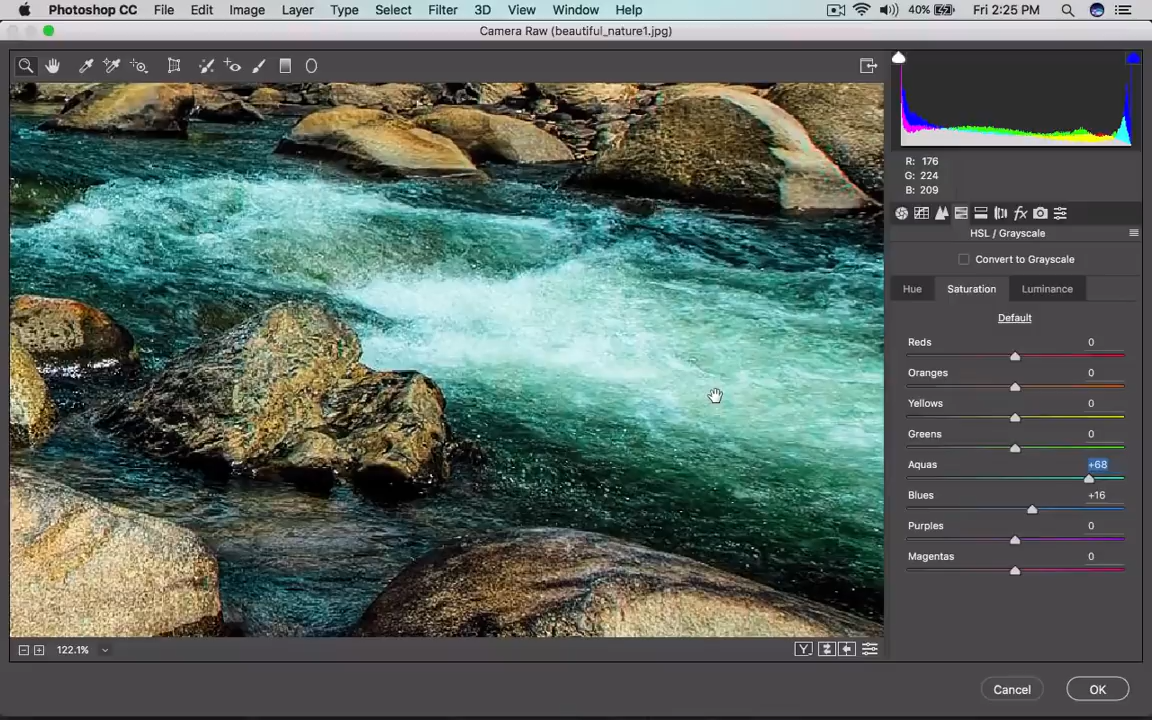 Photoshop CC File Edit Image Layer Type Select Filter 3D View Window Help 40% Fri 2:25 PM
Camera Raw (beautiful_nature1.jpg)
R: 176
G: 224
B: 209
fx
HSL / Grayscale
Convert to Grayscale
Hue Saturation Luminance
Default
Reds 0
Oranges 0
Yellows 0
Greens 0
Aquas +68
Blues +16
Purples 0
Magentas 0
122.1% Y
Cancel OK